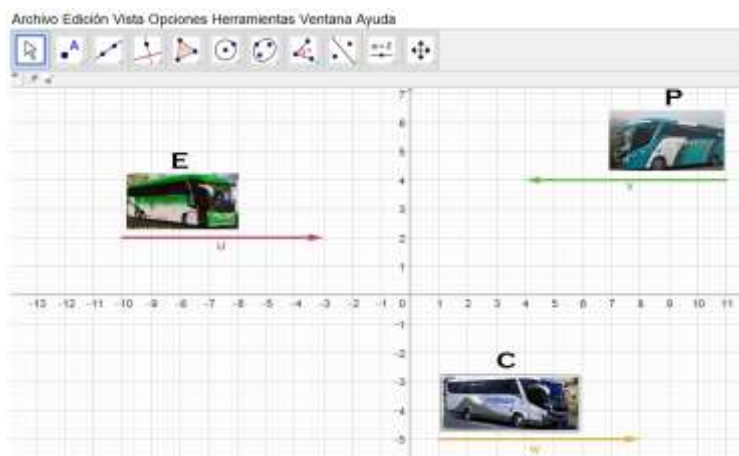 Archivo Edición Vista Opciones Herramientas Ventana Ayuda
A
a=2
7
P
6
E
5
4
v
3
2
u
1
-13 -12 -11 -10 -9 -8 -7 -6 -5 -4 -3 -2 -1 0 1 2 3 4 5 6 7 8 9 10 11
-1
-2
C
-3
-4
-5
w